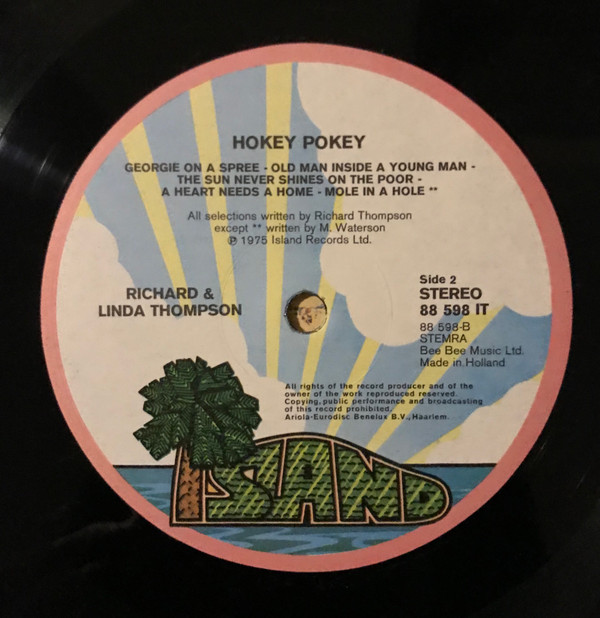 HOKEY POKEY
GEORGIE ON A SPREE - OLD MAN INSIDE A YOUNG MAN -
THE SUN NEVER SHINES ON THE POOR -
A HEART NEEDS A HOME - MOLE IN A HOLE **
All selections written by Richard Thompson
except ** written by M. Waterson
℗ 1975 Island Records Ltd.
RICHARD &
LINDA THOMPSON
Side 2
STEREO
88 598 IT
88 598-B
STEMRA
Bee Bee Music Ltd.
Made in Holland
All rights of the record producer and of the
owner of the work reproduced reserved.
Copying, public performance and broadcasting
of this record prohibited.
Ariola-Eurodisc Benelux B.V., Haarlem.
ISLAND